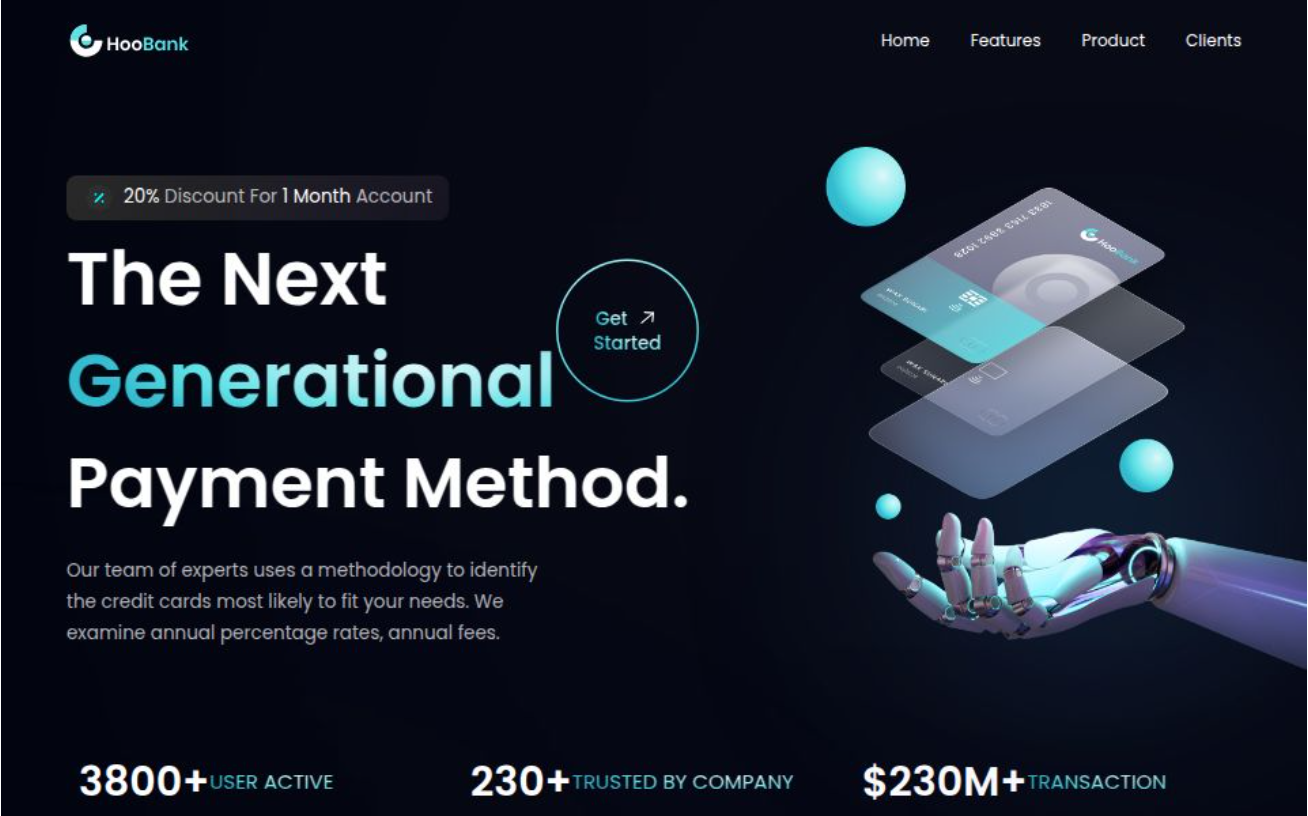 HooBank
Home Features Product Clients
20% Discount For 1 Month Account
The Next
Generational
Payment Method.
Get
Started
Our team of experts uses a methodology to identify
the credit cards most likely to fit your needs. We
examine annual percentage rates, annual fees.
HooBank
3800+ USER ACTIVE
230+ TRUSTED BY COMPANY
$230M+ TRANSACTION